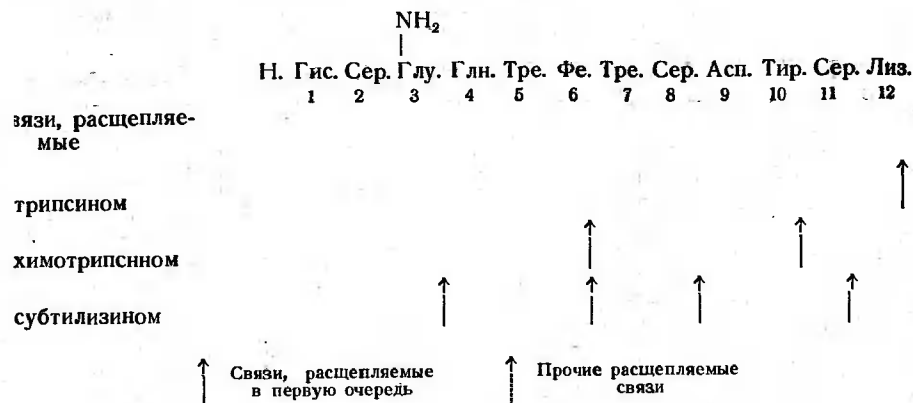 NH₂
Н. Гис. Сер. Глу. Глн. Тре. Фе. Тре. Сер. Асп. Тир. Сер. Лиз.
1 2 3 4 5 6 7 8 9 10 11 12
вязи, расщепляе-
мые
трипсином
химотрипсином
субтилизином
Связи, расщепляемые
в первую очередь
Прочие расщепляемые
связи